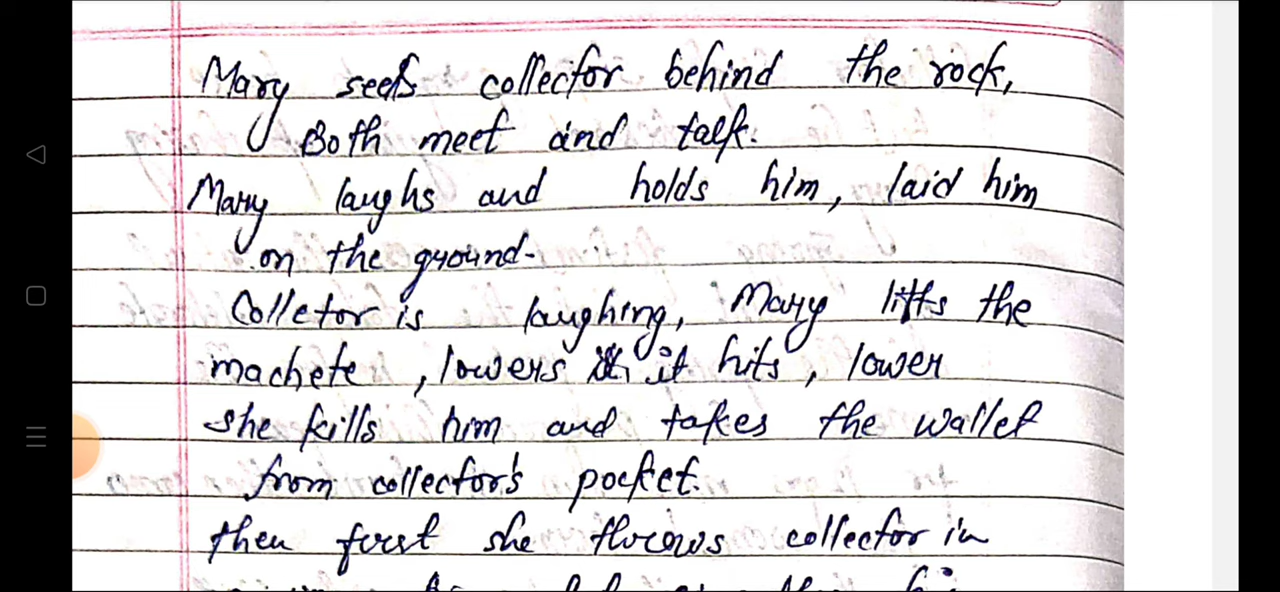 Mary sees collector behind the rock,
Both meet and talk.
Mary laughs and holds him, laid him
on the ground-
Colletor is laughing, Mary lifts the
machete , lowers it, it hits , lower
she kills him and takes the wallet
from collector's pocket.
then first she throws collector in